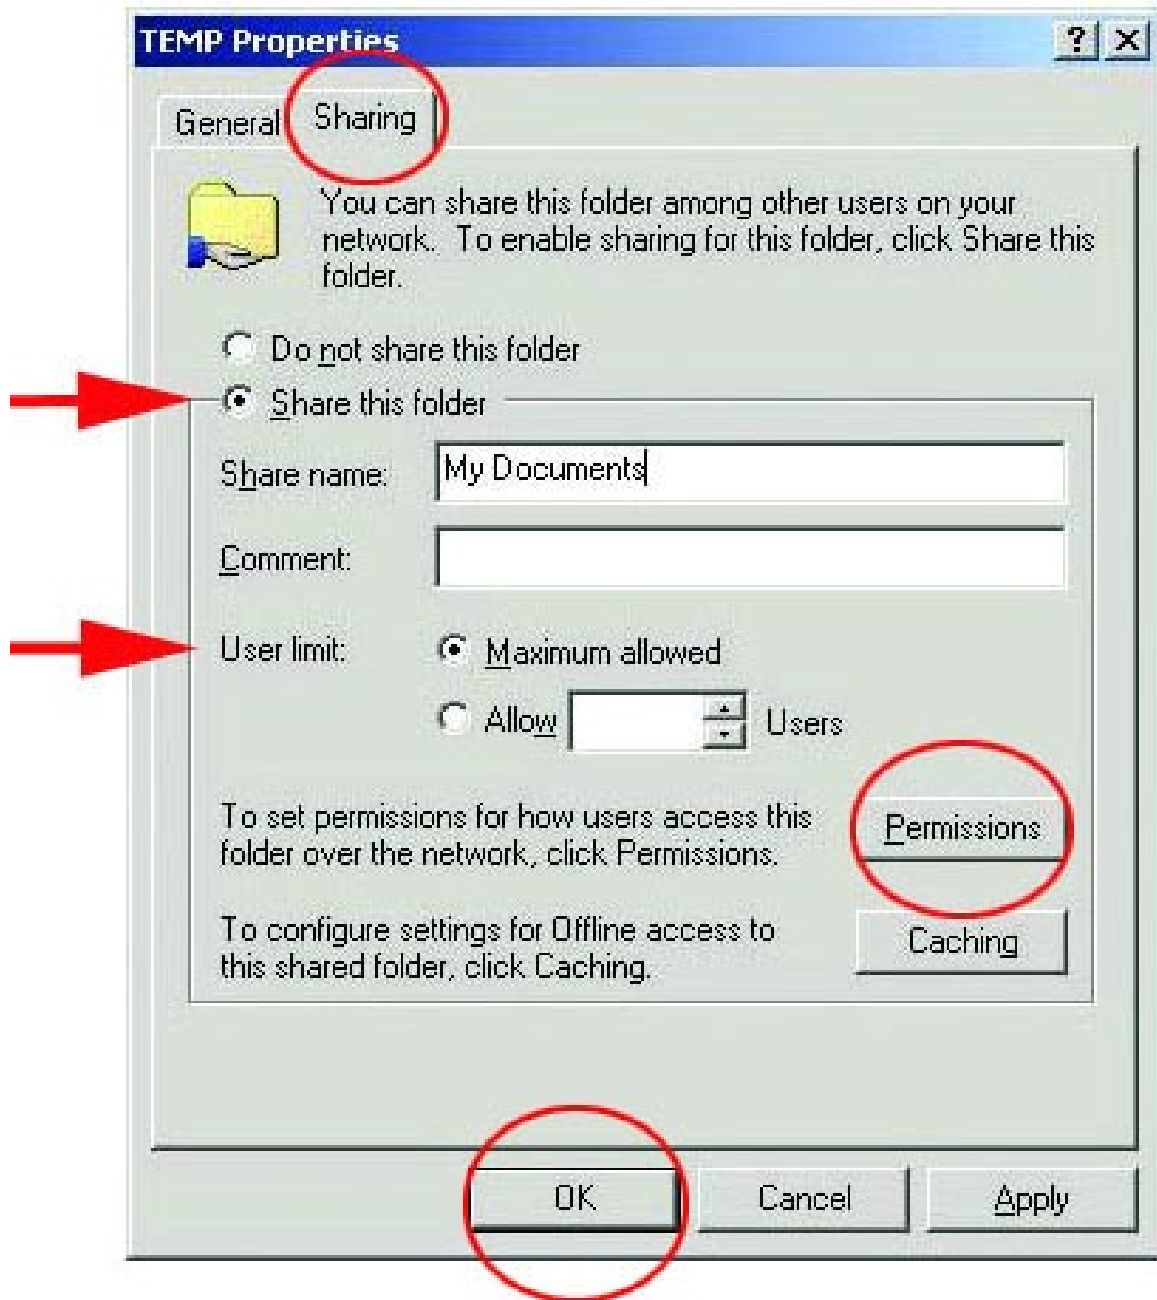 TEMP Properties
General
Sharing
You can share this folder among other users on your
network. To enable sharing for this folder, click Share this
folder.
Do not share this folder
Share this folder
Share name:
My Documents
Comment:
User limit:
Maximum allowed
Allow
Users
To set permissions for how users access this
folder over the network, click Permissions.
Permissions
To configure settings for Offline access to
this shared folder, click Caching.
Caching
OK
Cancel
Apply